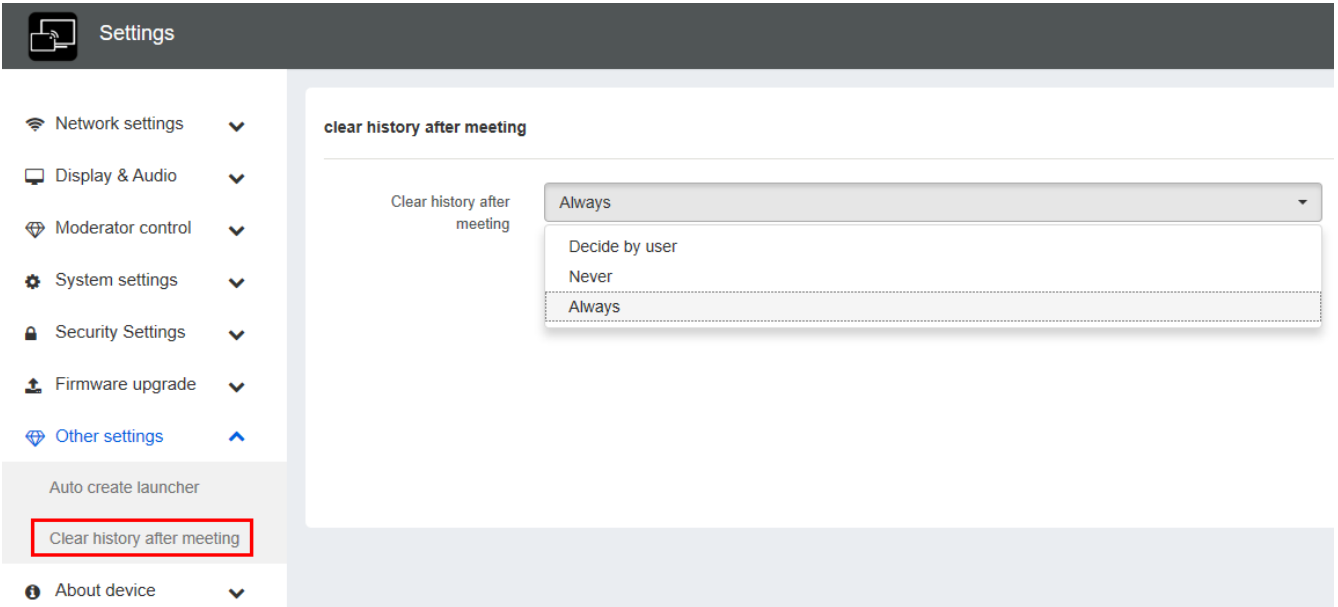 Settings
Network settings
Display & Audio
Moderator control
System settings
Security Settings
Firmware upgrade
Other settings
Auto create launcher
Clear history after meeting
About device
clear history after meeting
Clear history after
meeting
Always
Decide by user
Never
Always